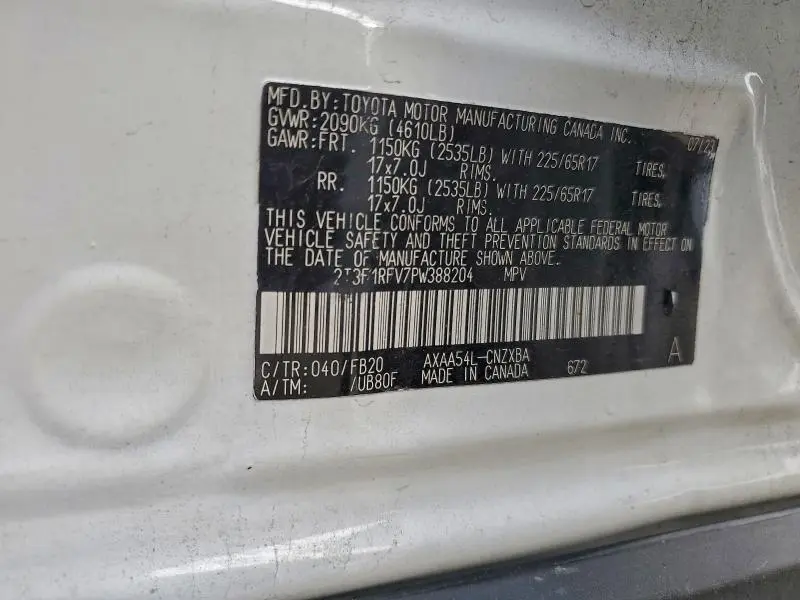 MFD.BY:TOYOTA MOTOR MANUFACTURING CANADA INC. 07/23
GVWR:2090KG (4610LB)
GAWR:FRT. 1150KG (2535LB) WITH 225/65R17 TIRES,
17x7.0J RIMS.
RR. 1150KG (2535LB) WITH 225/65R17 TIRES,
17x7.0J RIMS.
THIS VEHICLE CONFORMS TO ALL APPLICABLE FEDERAL MOTOR
VEHICLE SAFETY AND THEFT PREVENTION STANDARDS IN EFFECT ON
THE DATE OF MANUFACTURE SHOWN ABOVE.
2T3F1RFV7PW388204 MPV
C/TR:040/FB20 AXAA54L-CNZXBA A
A/TM: /UB80F MADE IN CANADA 672